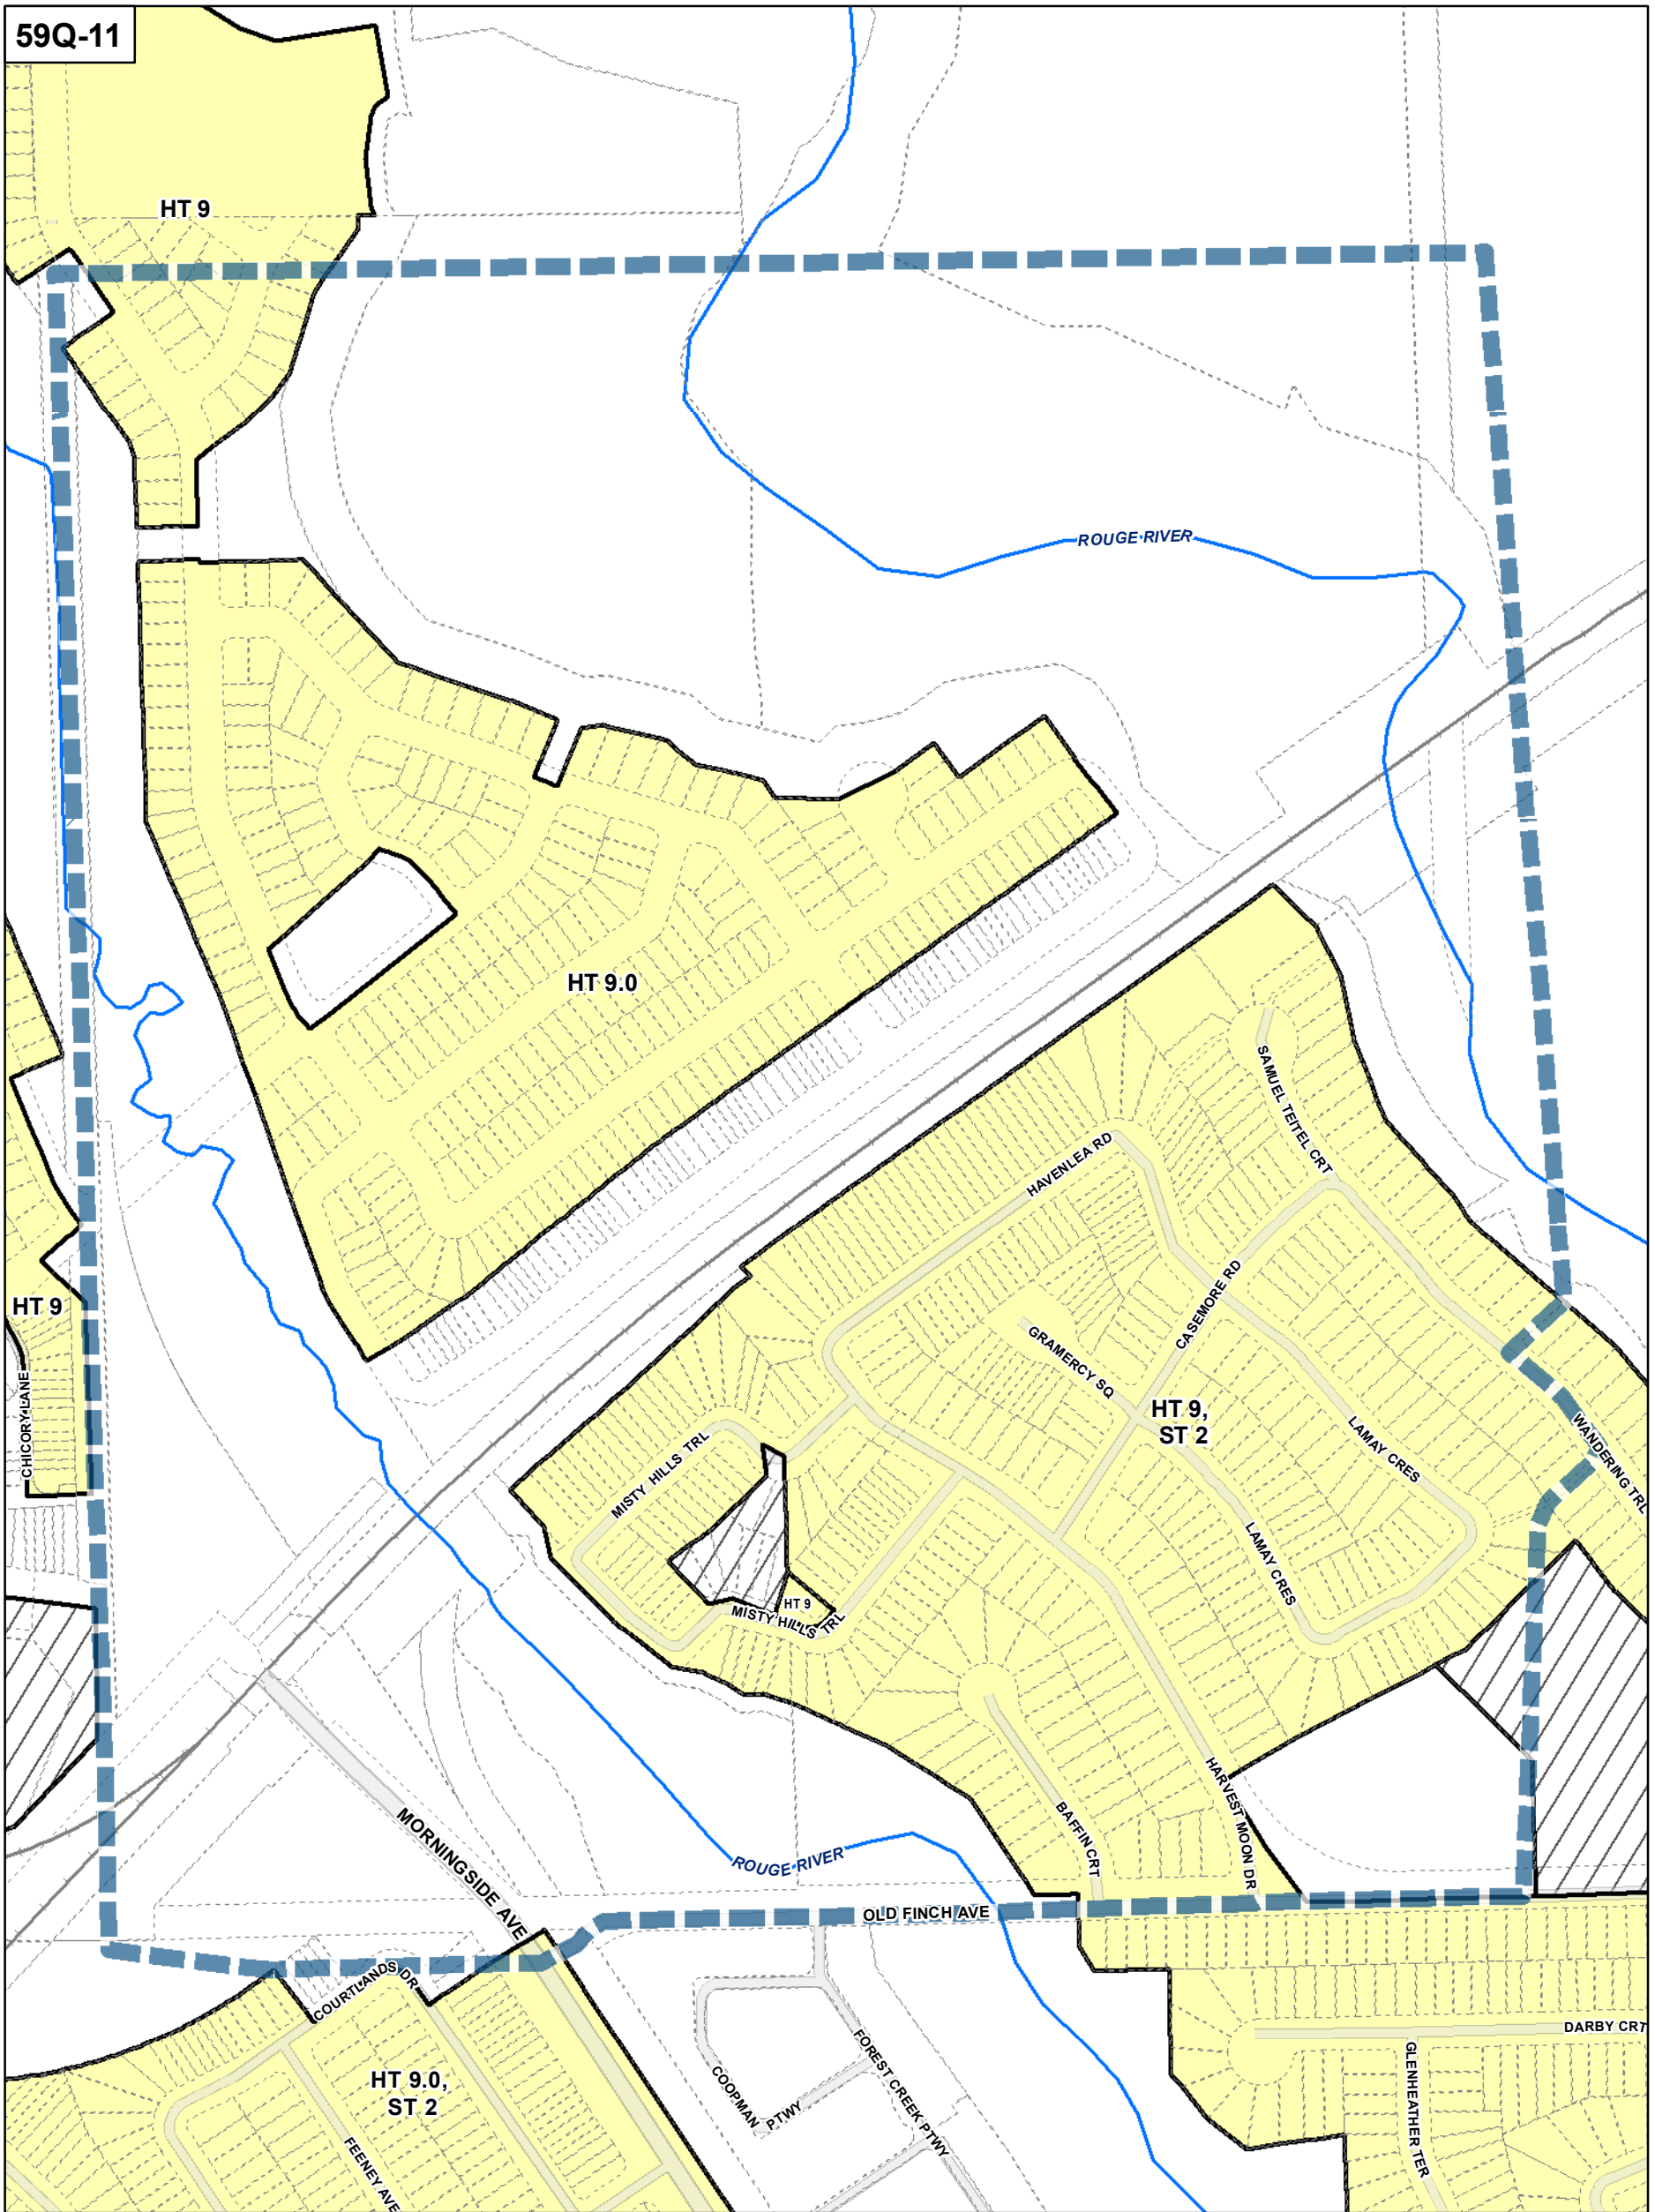 59Q-11
HT 9
ROUGE RIVER
HT 9.0
SAMUEL TEITEL CRT
HAVENLEA RD
CASEMORE RD
HT 9
GRAMERCY SQ
CHICORY LANE
HT 9,
ST 2
LAMAY CRES
WANDERING TRL
MISTY HILLS TRL
LAMAY CRES
HT 9
MISTY HILLS TRL
HARVEST MOON DR
BAFFIN CRT
MORNINGSIDE AVE
ROUGE RIVER
OLD FINCH AVE
COURTLANDS DR
DARBY CRT
HT 9.0,
ST 2
COOPMAN PTWY
FOREST CREEK PTWY
GLENHEATHER TER
FEENEY AVE